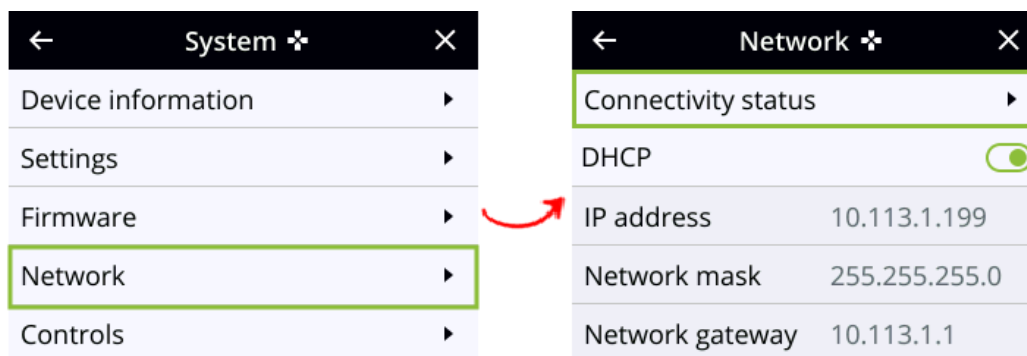 System
Device information
Settings
Firmware
Network
Controls
Network
Connectivity status
DHCP
IP address 10.113.1.199
Network mask 255.255.255.0
Network gateway 10.113.1.1